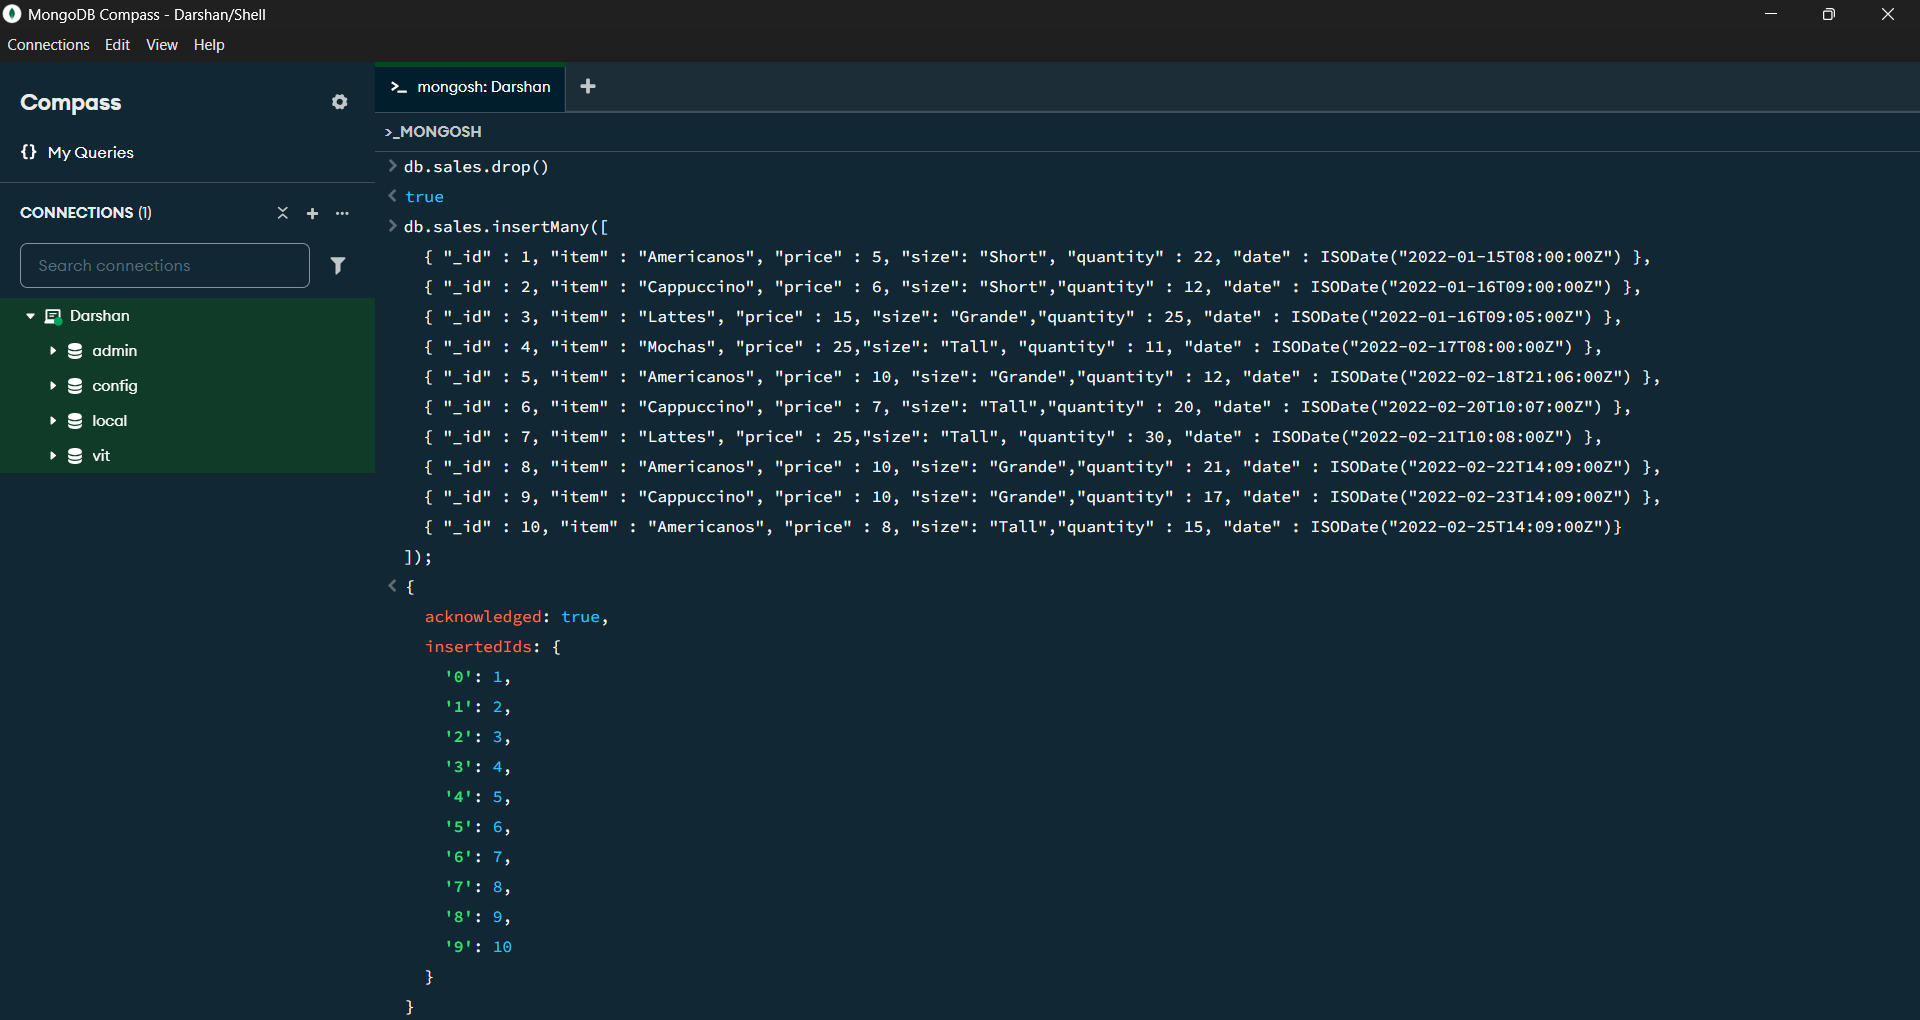 MongoDB Compass - Darshan/Shell
Connections Edit View Help
Compass
{} My Queries
CONNECTIONS (1)
Search connections
Darshan
admin
config
local
vit
>_ mongosh: Darshan
>_MONGOSH
> db.sales.drop()
< true
> db.sales.insertMany([
{ "_id" : 1, "item" : "Americanos", "price" : 5, "size": "Short", "quantity" : 22, "date" : ISODate("2022-01-15T08:00:00Z") },
{ "_id" : 2, "item" : "Cappuccino", "price" : 6, "size": "Short","quantity" : 12, "date" : ISODate("2022-01-16T09:00:00Z") },
{ "_id" : 3, "item" : "Lattes", "price" : 15, "size": "Grande","quantity" : 25, "date" : ISODate("2022-01-16T09:05:00Z") },
{ "_id" : 4, "item" : "Mochas", "price" : 25,"size": "Tall", "quantity" : 11, "date" : ISODate("2022-02-17T08:00:00Z") },
{ "_id" : 5, "item" : "Americanos", "price" : 10, "size": "Grande","quantity" : 12, "date" : ISODate("2022-02-18T21:06:00Z") },
{ "_id" : 6, "item" : "Cappuccino", "price" : 7, "size": "Tall","quantity" : 20, "date" : ISODate("2022-02-20T10:07:00Z") },
{ "_id" : 7, "item" : "Lattes", "price" : 25,"size": "Tall", "quantity" : 30, "date" : ISODate("2022-02-21T10:08:00Z") },
{ "_id" : 8, "item" : "Americanos", "price" : 10, "size": "Grande","quantity" : 21, "date" : ISODate("2022-02-22T14:09:00Z") },
{ "_id" : 9, "item" : "Cappuccino", "price" : 10, "size": "Grande","quantity" : 17, "date" : ISODate("2022-02-23T14:09:00Z") },
{ "_id" : 10, "item" : "Americanos", "price" : 8, "size": "Tall","quantity" : 15, "date" : ISODate("2022-02-25T14:09:00Z")}
]);
< {
acknowledged: true,
insertedIds: {
'0': 1,
'1': 2,
'2': 3,
'3': 4,
'4': 5,
'5': 6,
'6': 7,
'7': 8,
'8': 9,
'9': 10
}
}